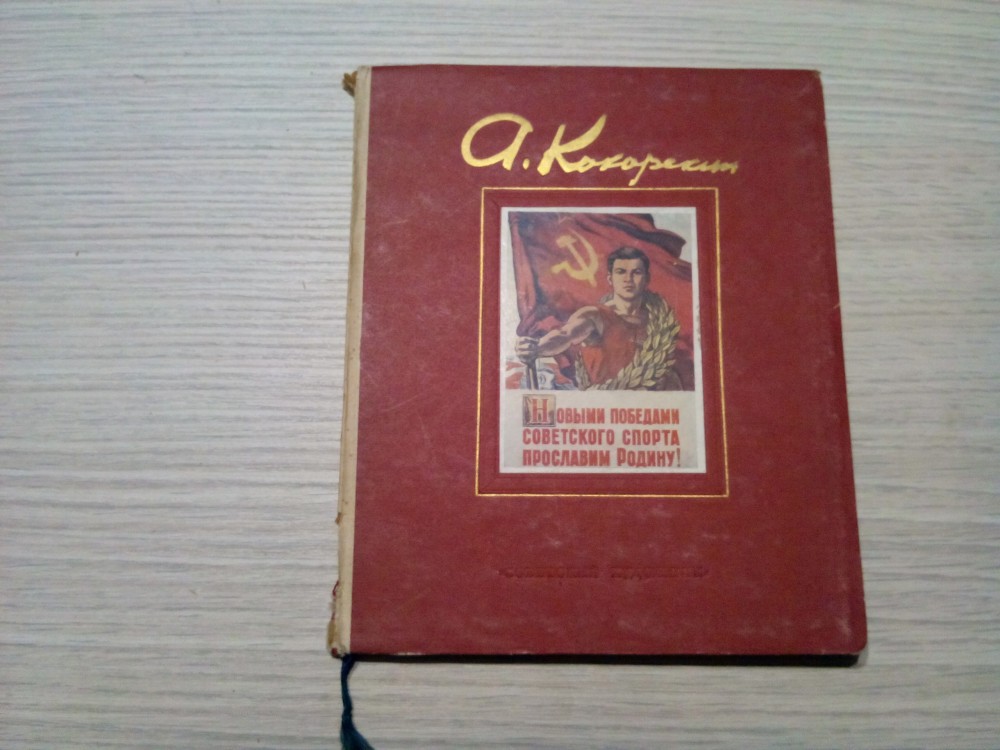 А. Кокорекин
Новыми победами
советского спорта
прославим Родину!
«Советский художник»